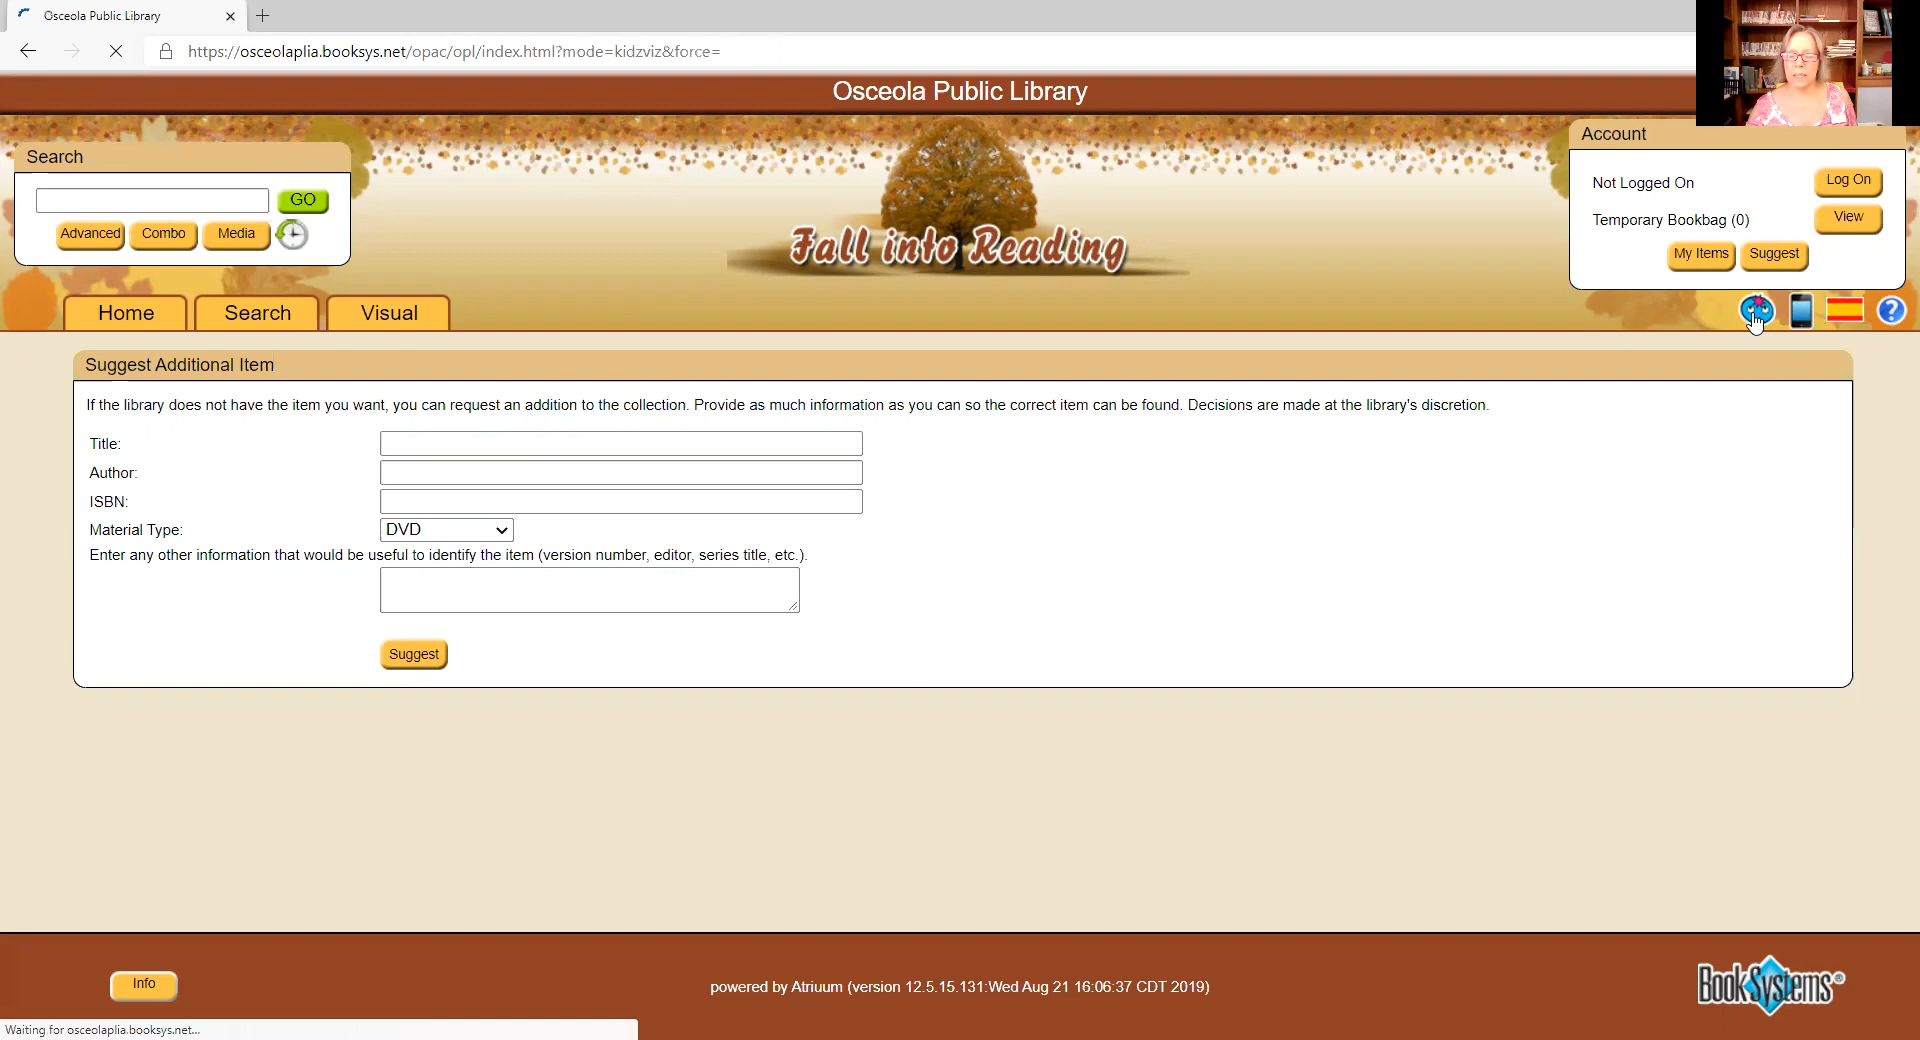 Osceola Public Library
https://osceolaplia.booksys.net/opac/opl/index.html?mode=kidzviz&force=
Osceola Public Library
Search
GO
Advanced Combo Media
Fall into Reading
Account
Not Logged On Log On
Temporary Bookbag (0) View
My Items Suggest
Home Search Visual
?
Suggest Additional Item
If the library does not have the item you want, you can request an addition to the collection. Provide as much information as you can so the correct item can be found. Decisions are made at the library's discretion.
Title:
Author:
ISBN:
Material Type: DVD
Enter any other information that would be useful to identify the item (version number, editor, series title, etc.).
Suggest
Info
powered by Atriuum (version 12.5.15.131:Wed Aug 21 16:06:37 CDT 2019)
BookSystems®
Waiting for osceolaplia.booksys.net...